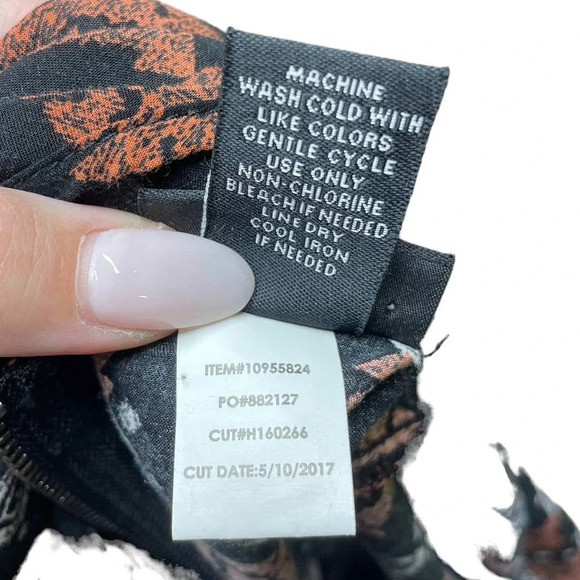 MACHINE
WASH COLD WITH
LIKE COLORS
GENTLE CYCLE
USE ONLY
NON-CHLORINE
BLEACH IF NEEDED
LINE DRY
COOL IRON
IF NEEDED
ITEM#10955824
PO#882127
CUT#H160266
CUT DATE:5/10/2017